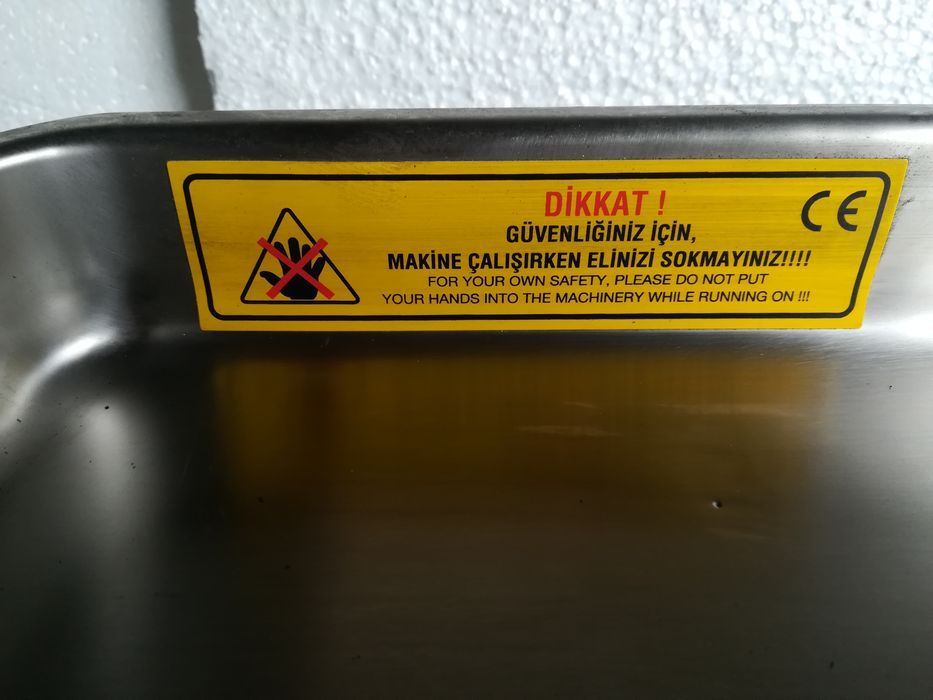 DİKKAT !
CE
GÜVENLİĞİNİZ İÇİN,
MAKİNE ÇALIŞIRKEN ELİNİZİ SOKMAYINIZ!!!!
FOR YOUR OWN SAFETY, PLEASE DO NOT PUT
YOUR HANDS INTO THE MACHINERY WHILE RUNNING ON !!!